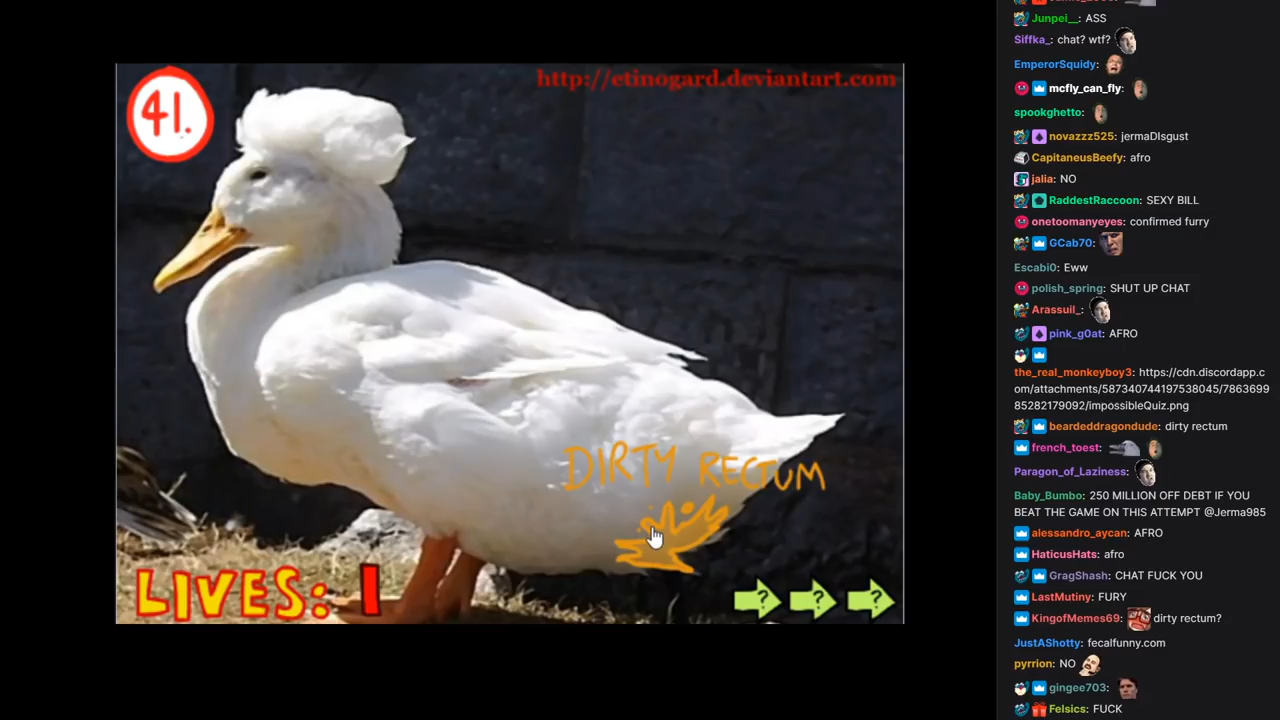 41.
http://etinogard.deviantart.com
DIRTY RECTUM
LIVES: 1
? ? ?
Junpei__: ASS
Siffka_: chat? wtf?
EmperorSquidy:
mcfly_can_fly:
spookghetto:
novazzz525: jermaDIsgust
CapitaneusBeefy: afro
jalia: NO
RaddestRaccoon: SEXY BILL
onetoomanyeyes: confirmed furry
GCab70:
Escabi0: Eww
polish_spring: SHUT UP CHAT
Arassuil_:
pink_g0at: AFRO
the_real_monkeyboy3: https://cdn.discordapp.c
om/attachments/587340744197538045/7863699
85282179092/impossibleQuiz.png
beardeddragondude: dirty rectum
french_toest:
Paragon_of_Laziness:
Baby_Bumbo: 250 MILLION OFF DEBT IF YOU
BEAT THE GAME ON THIS ATTEMPT @Jerma985
alessandro_aycan: AFRO
HaticusHats: afro
GragShash: CHAT FUCK YOU
LastMutiny: FURY
KingofMemes69: dirty rectum?
JustAShotty: fecalfunny.com
pyrrion: NO
gingee703:
Felsics: FUCK